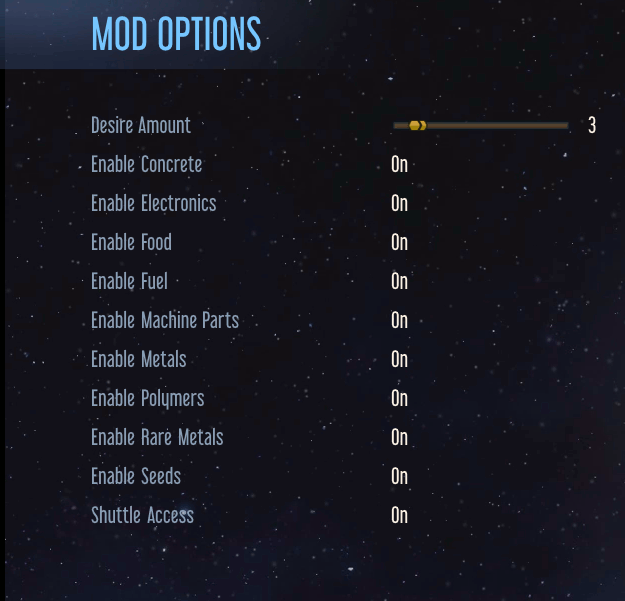 MOD OPTIONS
Desire Amount 3
Enable Concrete On
Enable Electronics On
Enable Food On
Enable Fuel On
Enable Machine Parts On
Enable Metals On
Enable Polymers On
Enable Rare Metals On
Enable Seeds On
Shuttle Access On